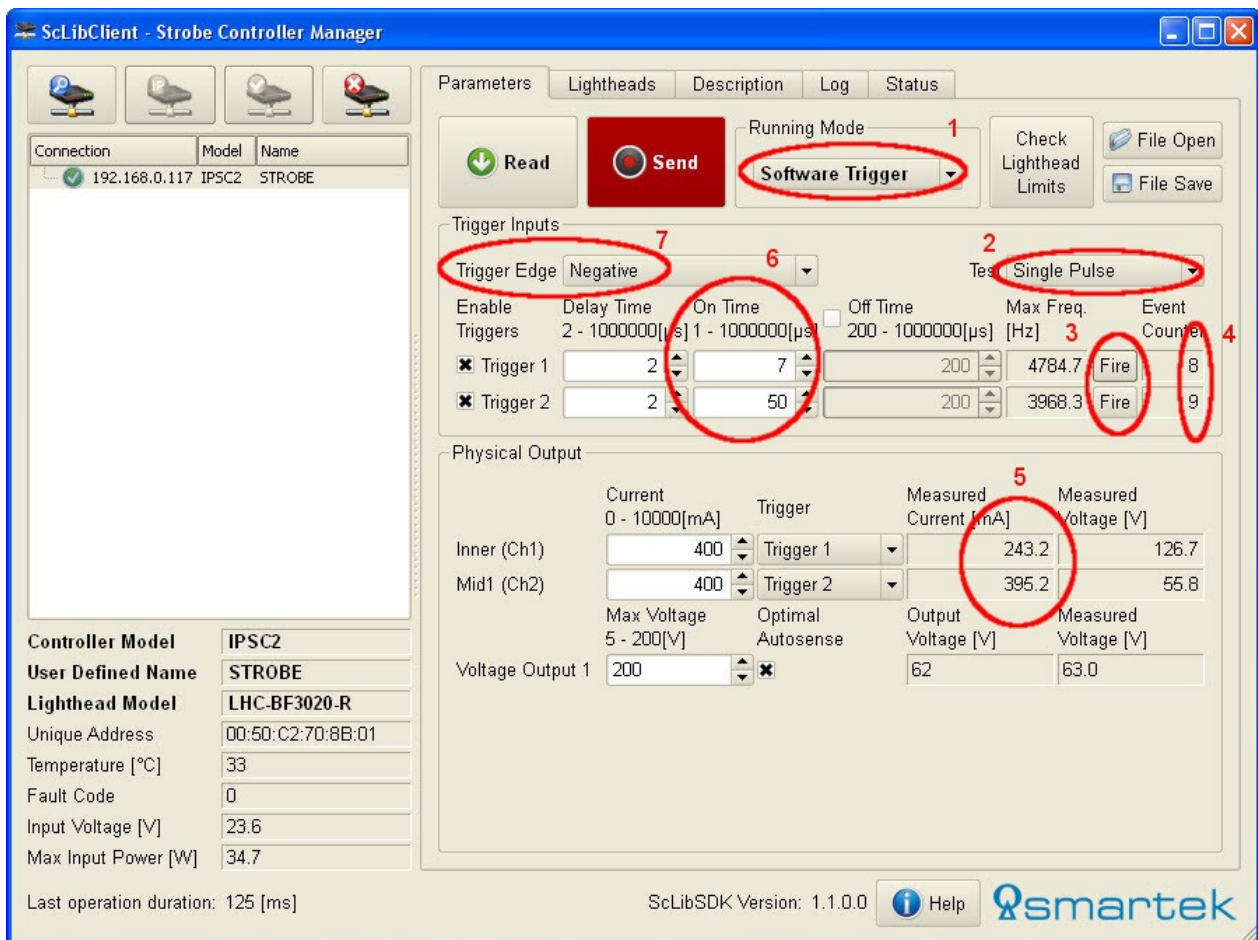 ScLibClient - Strobe Controller Manager
Parameters Lightheads Description Log Status
Connection Model Name
192.168.0.117 IPSC2 STROBE
Read
Send
Running Mode
1
Software Trigger
Check
Lighthead
Limits
File Open
File Save
Trigger Inputs
7
6
2
Trigger Edge Negative
Test Single Pulse
Enable
Triggers
Delay Time
2 - 1000000[µs]
On Time
1 - 1000000[µs]
Off Time
200 - 1000000[µs]
Max Freq.
[Hz]
3
Event
Counter
4
Trigger 1 2 7 200 4784.7 Fire 8
Trigger 2 2 50 200 3968.3 Fire 9
Physical Output
5
Current
0 - 10000[mA]
Trigger
Measured
Current [mA]
Measured
Voltage [V]
Inner (Ch1) 400 Trigger 1 243.2 126.7
Mid1 (Ch2) 400 Trigger 2 395.2 55.8
Max Voltage
5 - 200[V]
Optimal
Autosense
Output
Voltage [V]
Measured
Voltage [V]
Voltage Output 1 200 62 63.0
Controller Model IPSC2
User Defined Name STROBE
Lighthead Model LHC-BF3020-R
Unique Address 00:50:C2:70:8B:01
Temperature [°C] 33
Fault Code 0
Input Voltage [V] 23.6
Max Input Power [W] 34.7
Last operation duration: 125 [ms]
ScLibSDK Version: 1.1.0.0
Help
smartek